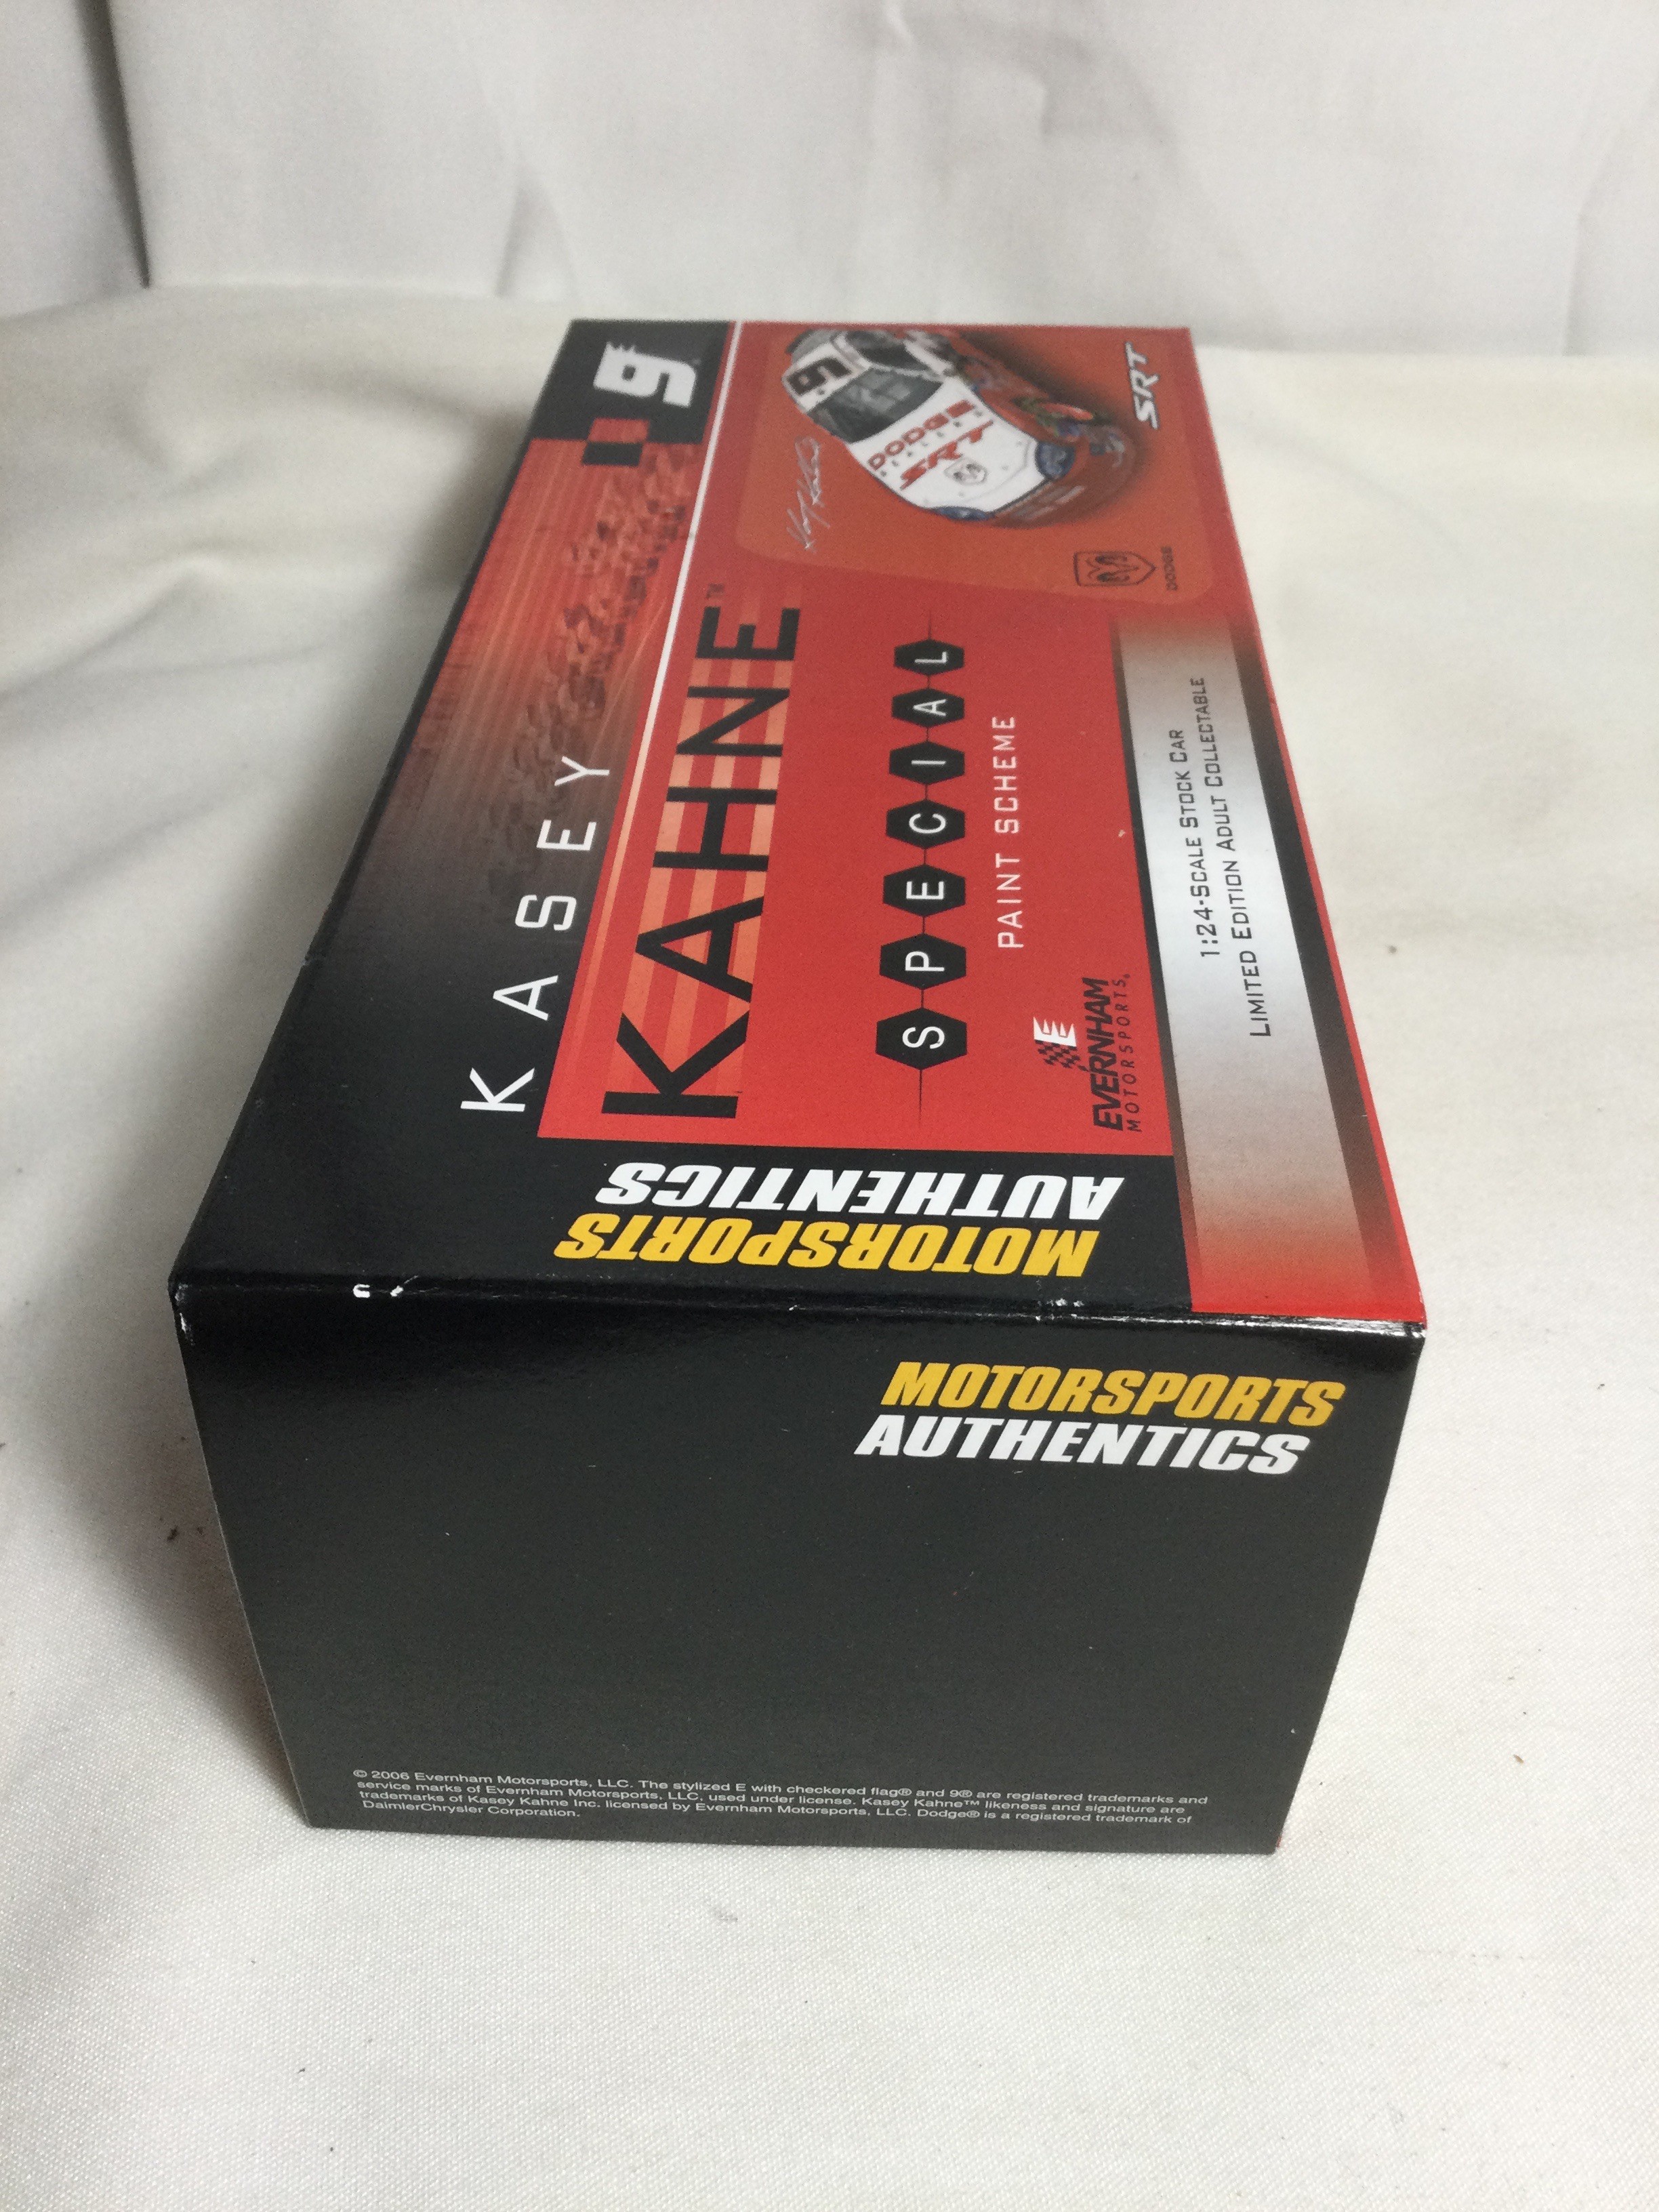 9
KASEY
KAHNE™
SPECIAL
PAINT SCHEME
EVERNHAM
MOTORSPORTS®
9
DODGE
DEALERS
SRT
SRT
DODGE
1:24-SCALE STOCK CAR
LIMITED EDITION ADULT COLLECTABLE
MOTORSPORTS
AUTHENTICS
MOTORSPORTS
AUTHENTICS
© 2006 Evernham Motorsports, LLC. The stylized E with checkered flag® and 9® are registered trademarks and
service marks of Evernham Motorsports, LLC, used under license. Kasey Kahne™ likeness and signature are
trademarks of Kasey Kahne Inc. licensed by Evernham Motorsports, LLC. Dodge® is a registered trademark of
DaimlerChrysler Corporation.